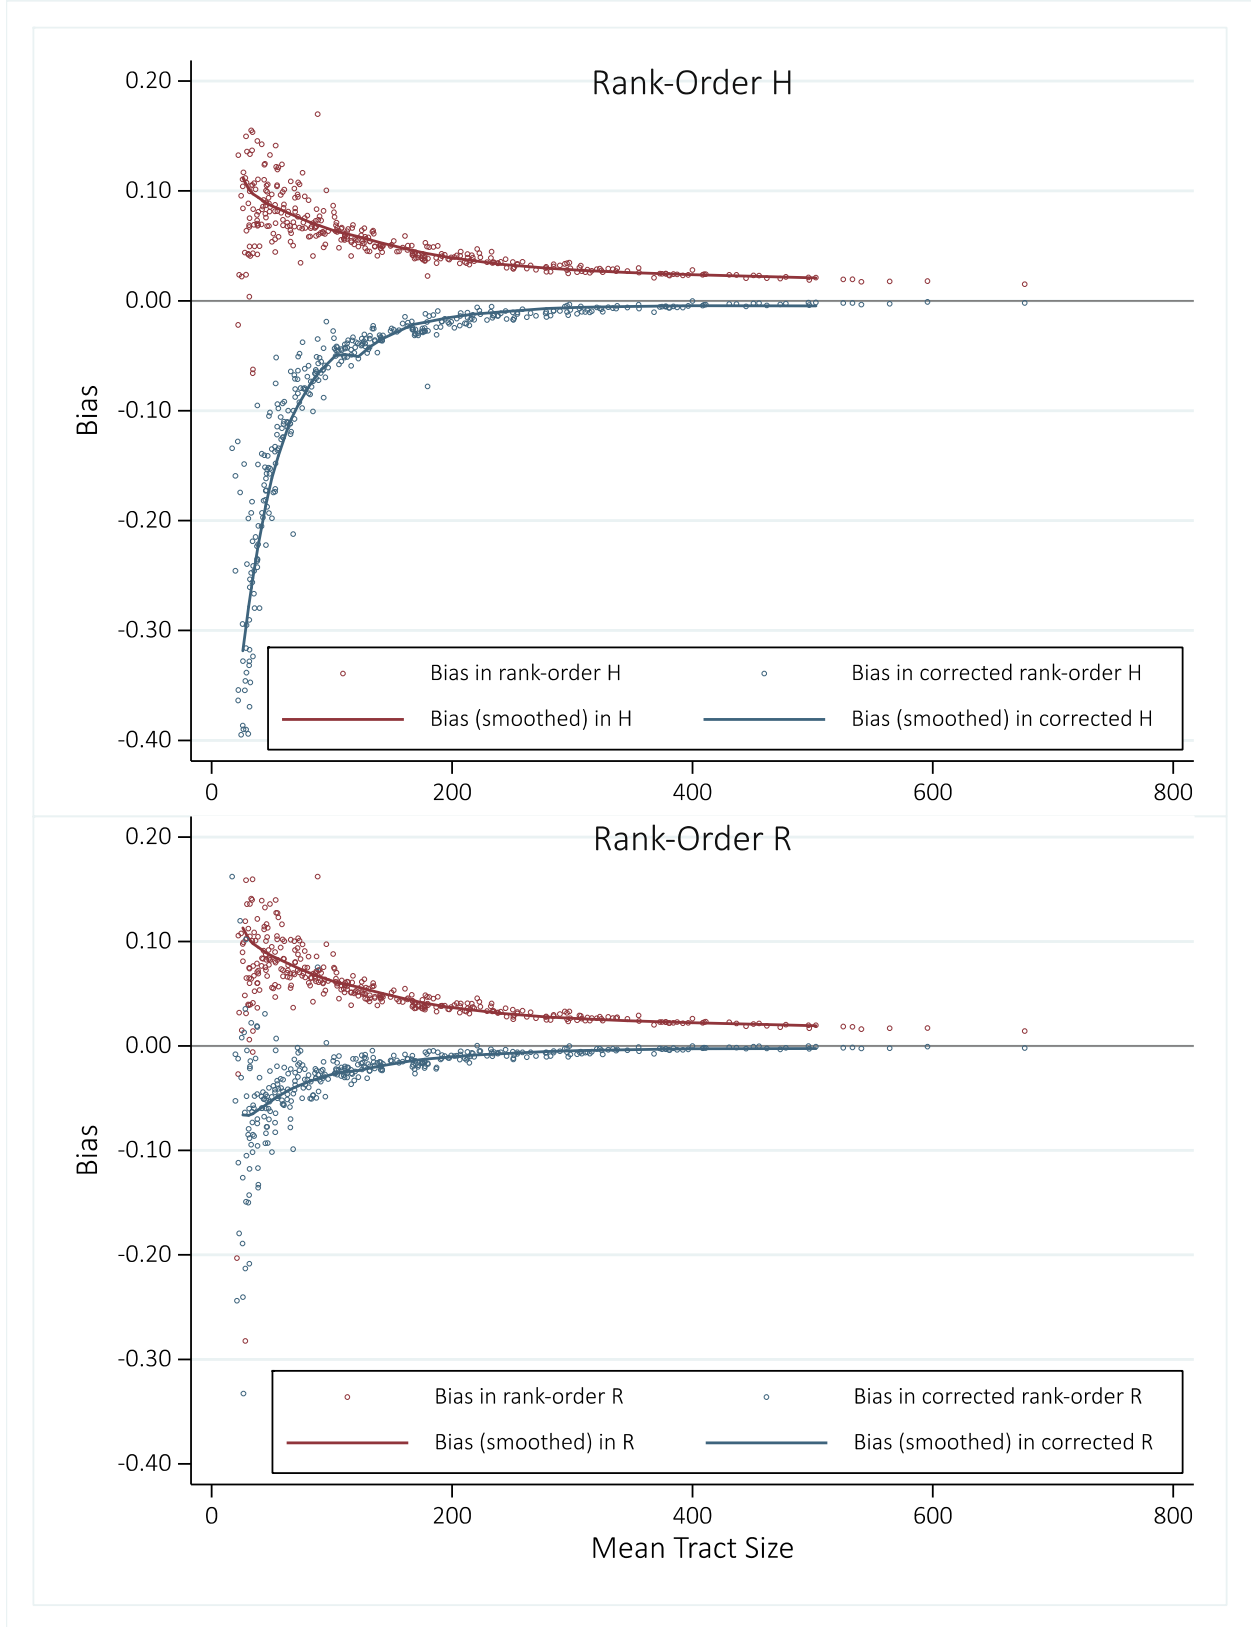 Rank-Order H
0.20
0.10
0.00
-0.10
-0.20
-0.30
-0.40
Bias
Bias in rank-order H Bias in corrected rank-order H
Bias (smoothed) in H Bias (smoothed) in corrected H
0 200 400 600 800
Rank-Order R
0.20
0.10
0.00
-0.10
-0.20
-0.30
-0.40
Bias
Bias in rank-order R Bias in corrected rank-order R
Bias (smoothed) in R Bias (smoothed) in corrected R
0 200 400 600 800
Mean Tract Size